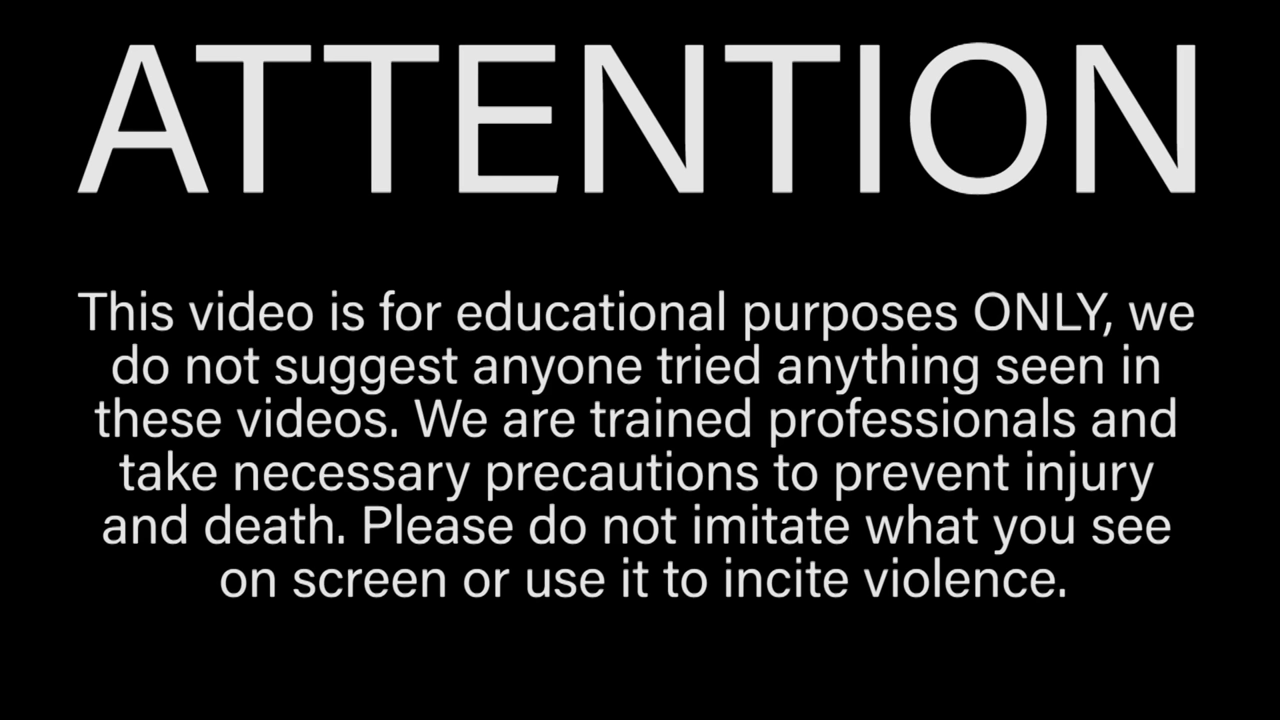 ATTENTION
This video is for educational purposes ONLY, we
do not suggest anyone tried anything seen in
these videos. We are trained professionals and
take necessary precautions to prevent injury
and death. Please do not imitate what you see
on screen or use it to incite violence.